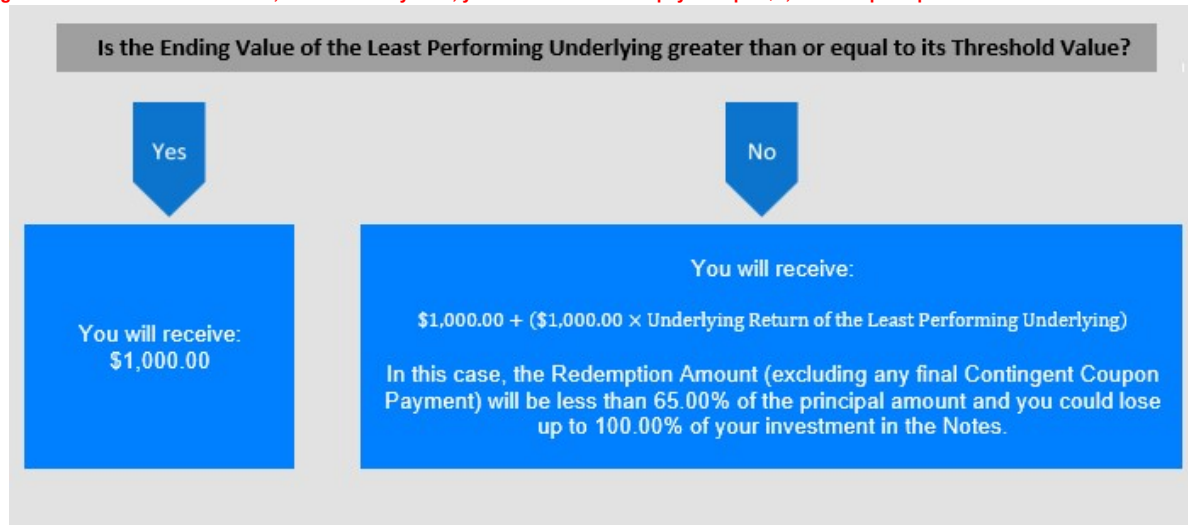 Is the Ending Value of the Least Performing Underlying greater than or equal to its Threshold Value?
Yes
No
You will receive:
$1,000.00
You will receive:
$1,000.00 + ($1,000.00 × Underlying Return of the Least Performing Underlying)
In this case, the Redemption Amount (excluding any final Contingent Coupon
Payment) will be less than 65.00% of the principal amount and you could lose
up to 100.00% of your investment in the Notes.